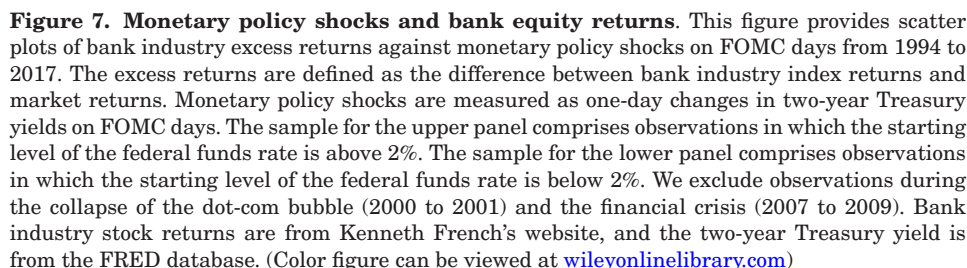 Figure 7. Monetary policy shocks and bank equity returns. This figure provides scatter
plots of bank industry excess returns against monetary policy shocks on FOMC days from 1994 to
2017. The excess returns are defined as the difference between bank industry index returns and
market returns. Monetary policy shocks are measured as one-day changes in two-year Treasury
yields on FOMC days. The sample for the upper panel comprises observations in which the starting
level of the federal funds rate is above 2%. The sample for the lower panel comprises observations
in which the starting level of the federal funds rate is below 2%. We exclude observations during
the collapse of the dot-com bubble (2000 to 2001) and the financial crisis (2007 to 2009). Bank
industry stock returns are from Kenneth French's website, and the two-year Treasury yield is
from the FRED database. (Color figure can be viewed at wileyonlinelibrary.com)